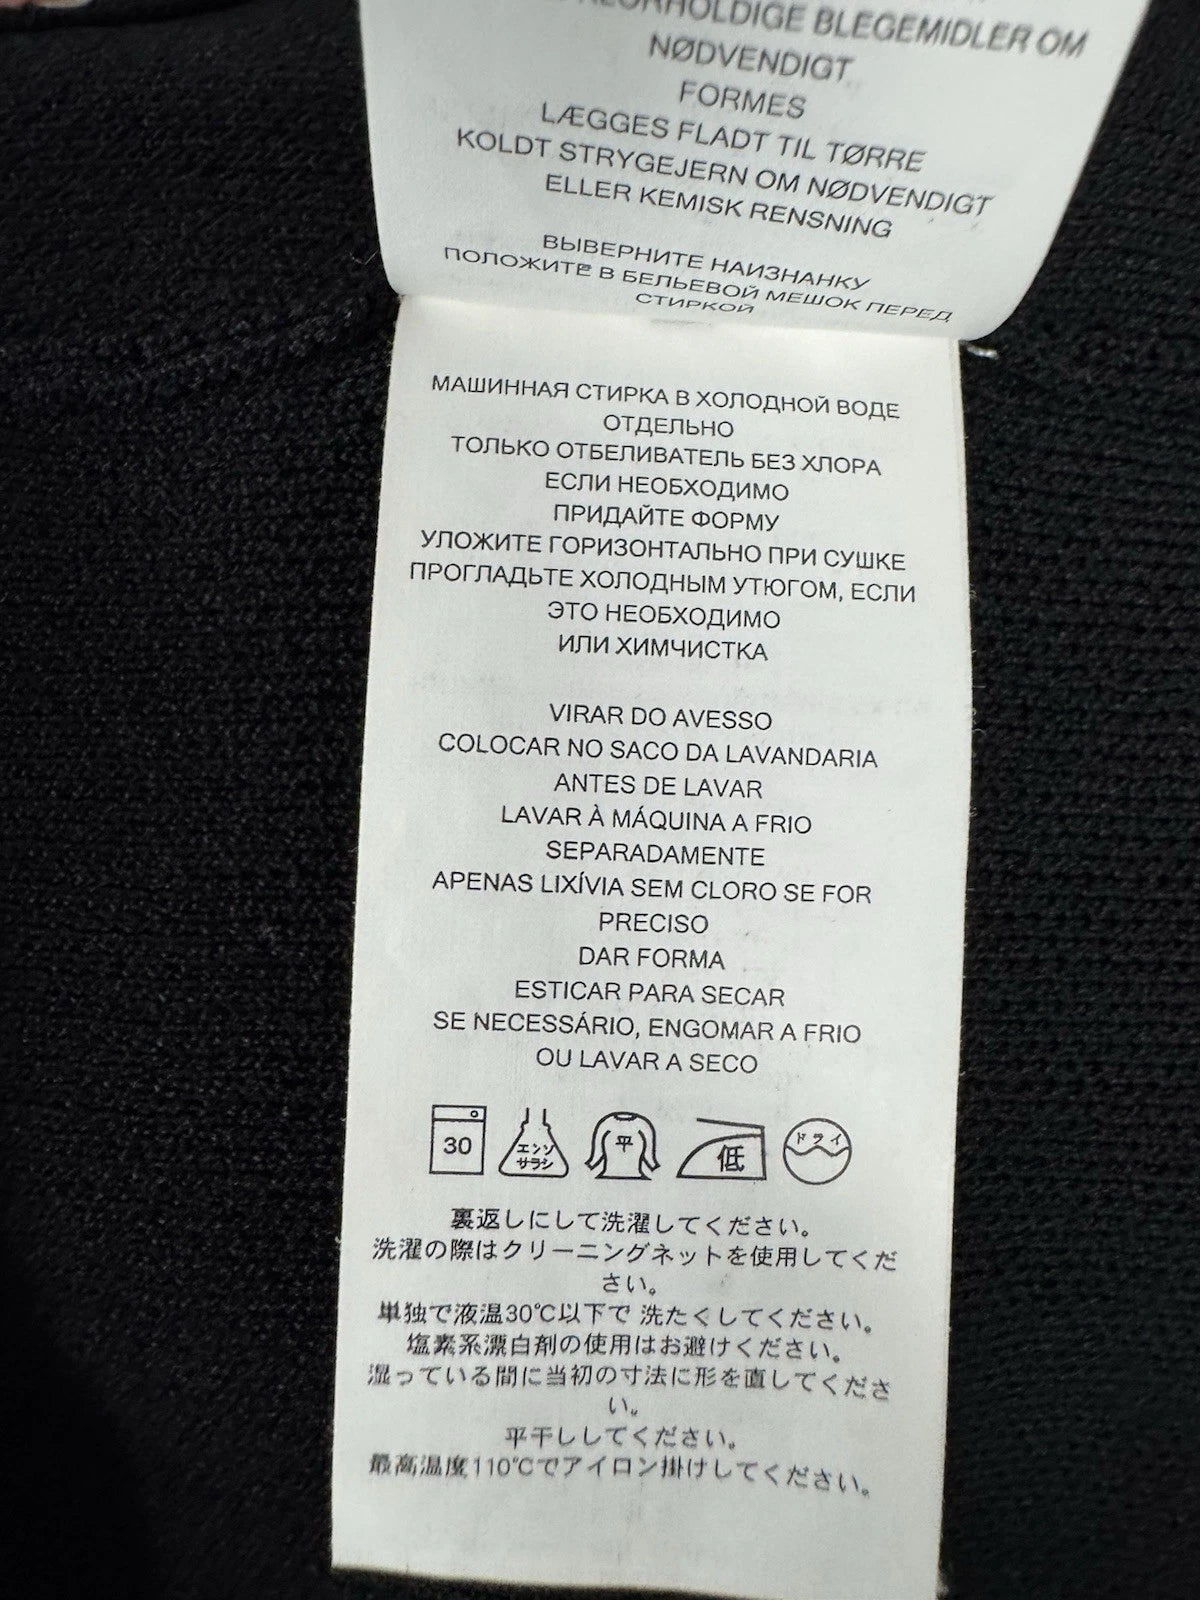 KLORHOLDIGE BLEGEMIDLER OM
NØDVENDIGT
FORMES
LÆGGES FLADT TIL TØRRE
KOLDT STRYGEJERN OM NØDVENDIGT
ELLER KEMISK RENSNING
ВЫВЕРНИТЕ НАИЗНАНКУ
ПОЛОЖИТЕ В БЕЛЬЕВОЙ МЕШОК ПЕРЕД
СТИРКОЙ
МАШИННАЯ СТИРКА В ХОЛОДНОЙ ВОДЕ
ОТДЕЛЬНО
ТОЛЬКО ОТБЕЛИВАТЕЛЬ БЕЗ ХЛОРА
ЕСЛИ НЕОБХОДИМО
ПРИДАЙТЕ ФОРМУ
УЛОЖИТЕ ГОРИЗОНТАЛЬНО ПРИ СУШКЕ
ПРОГЛАДЬТЕ ХОЛОДНЫМ УТЮГОМ, ЕСЛИ
ЭТО НЕОБХОДИМО
ИЛИ ХИМЧИСТКА
VIRAR DO AVESSO
COLOCAR NO SACO DA LAVANDARIA
ANTES DE LAVAR
LAVAR À MÁQUINA A FRIO
SEPARADAMENTE
APENAS LIXÍVIA SEM CLORO SE FOR
PRECISO
DAR FORMA
ESTICAR PARA SECAR
SE NECESSÁRIO, ENGOMAR A FRIO
OU LAVAR A SECO
30 エンソサラシ 平 低 ドライ
裏返しにして洗濯してください。
洗濯の際はクリーニングネットを使用してくだ
さい。
単独で液温30℃以下で 洗たくしてください。
塩素系漂白剤の使用はお避けください。
湿っている間に当初の寸法に形を直してくださ
い。
平干ししてください。
最高温度110℃でアイロン掛けしてください。